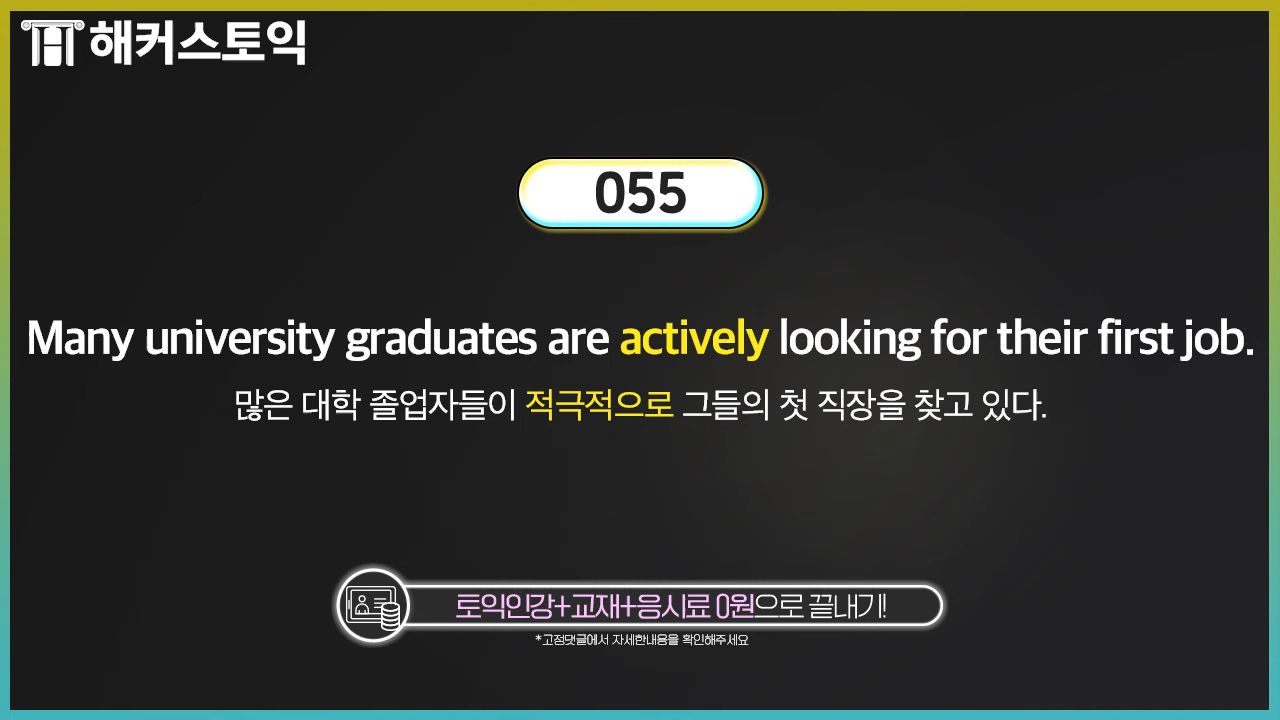 해커스토익
055
Many university graduates are actively looking for their first job.
많은 대학 졸업자들이 적극적으로 그들의 첫 직장을 찾고 있다.
토익인강+교재+응시료 0원으로 끝내기!
*고정댓글에서 자세한내용을 확인해주세요